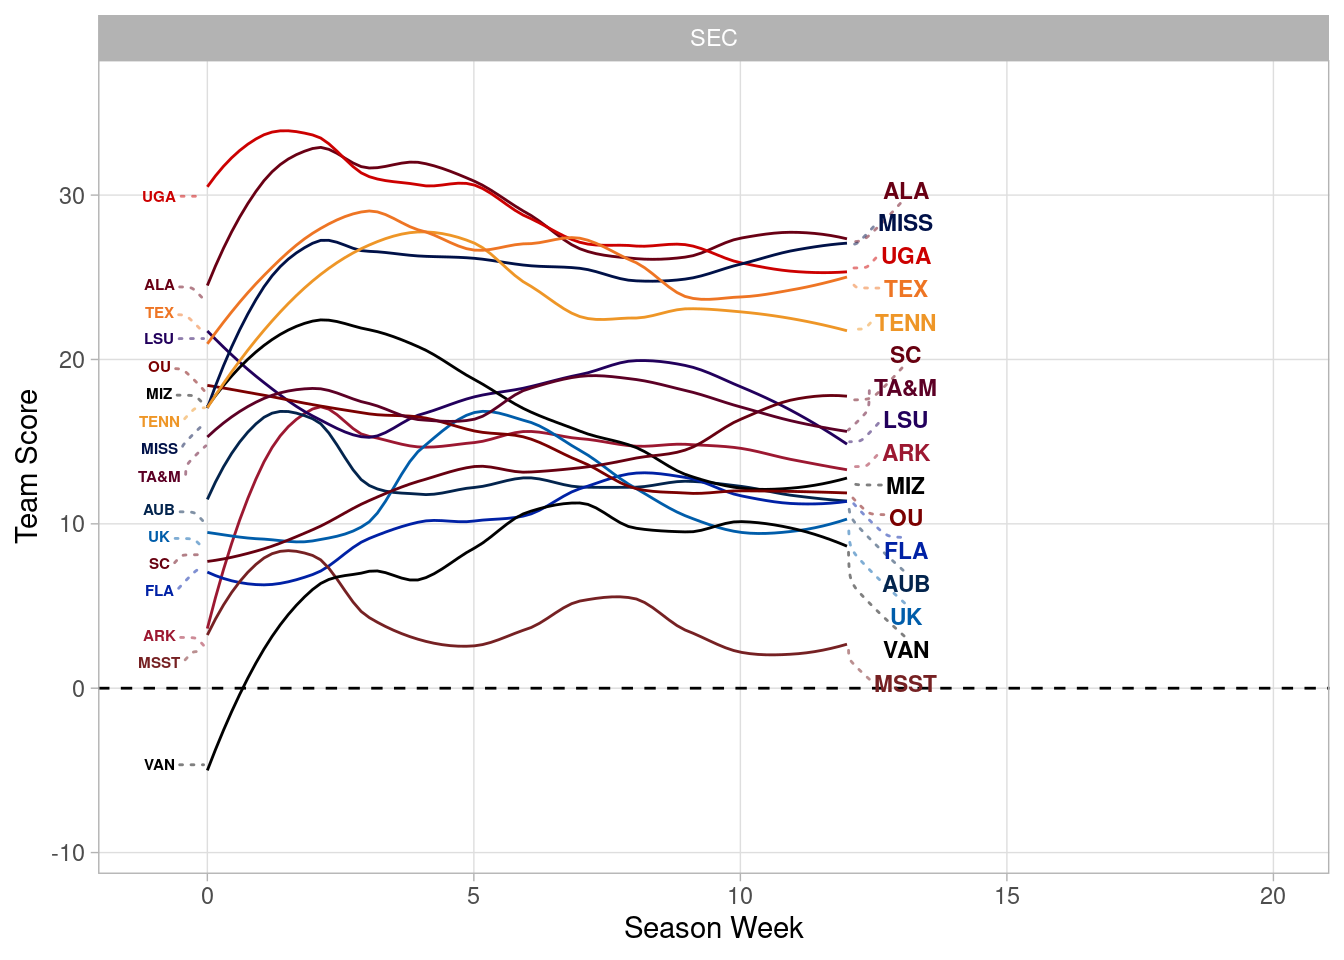 SEC
Team Score
30
20
10
0
-10
UGA
ALA
TEX
LSU
OU
MIZ
TENN
MISS
TA&M
AUB
UK
SC
FLA
ARK
MSST
VAN
ALA
MISS
UGA
TEX
TENN
SC
TA&M
LSU
ARK
MIZ
OU
FLA
AUB
UK
VAN
MSST
0 5 10 15 20
Season Week